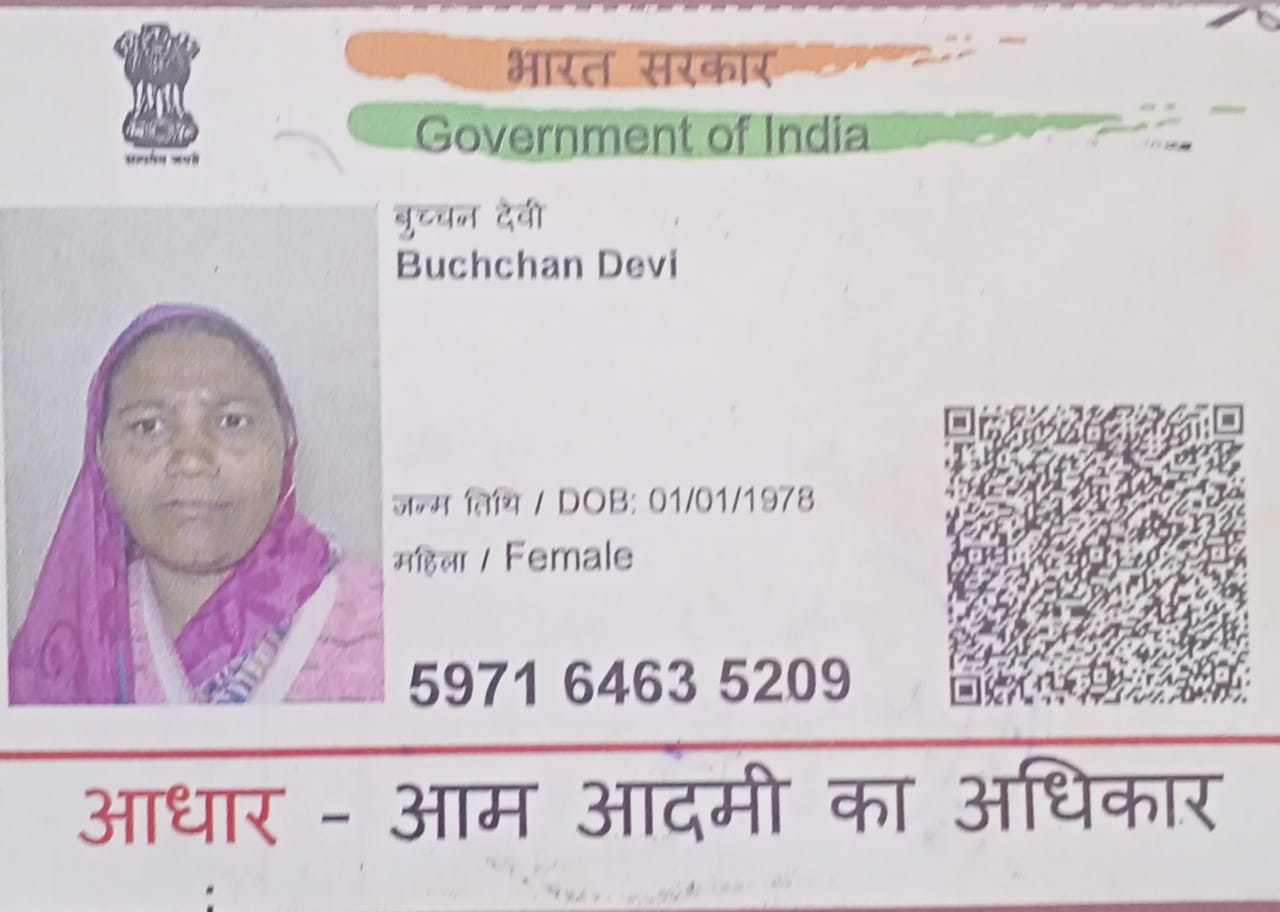 भारत सरकार
Government of India
सत्यमेव जयते
बुच्चन देवी
Buchchan Devi
जन्म तिथि / DOB: 01/01/1978
महिला / Female
5971 6463 5209
आधार - आम आदमी का अधिकार